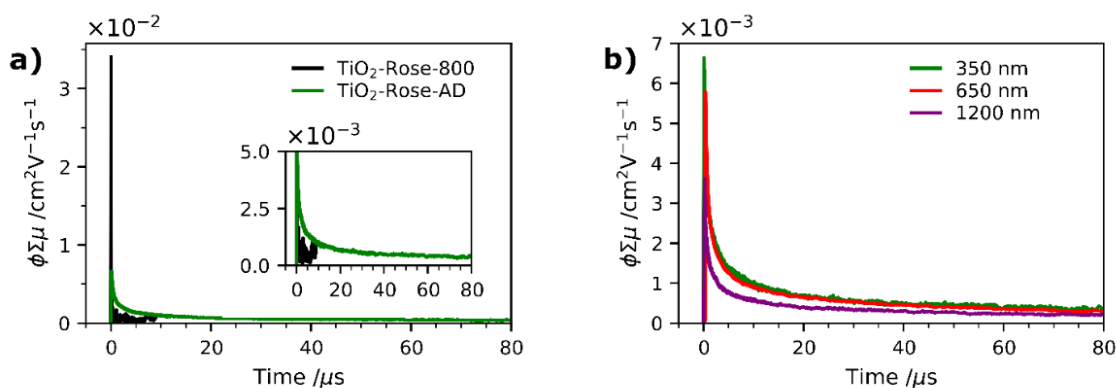 a)
×10⁻²
ϕΣμ /cm²V⁻¹s⁻¹
3
2
1
0
TiO₂-Rose-800
TiO₂-Rose-AD
×10⁻³
5.0
2.5
0.0
0 20 40 60 80
0 20 40 60 80
Time /μs
b)
×10⁻³
ϕΣμ /cm²V⁻¹s⁻¹
7
6
5
4
3
2
1
0
350 nm
650 nm
1200 nm
0 20 40 60 80
Time /μs